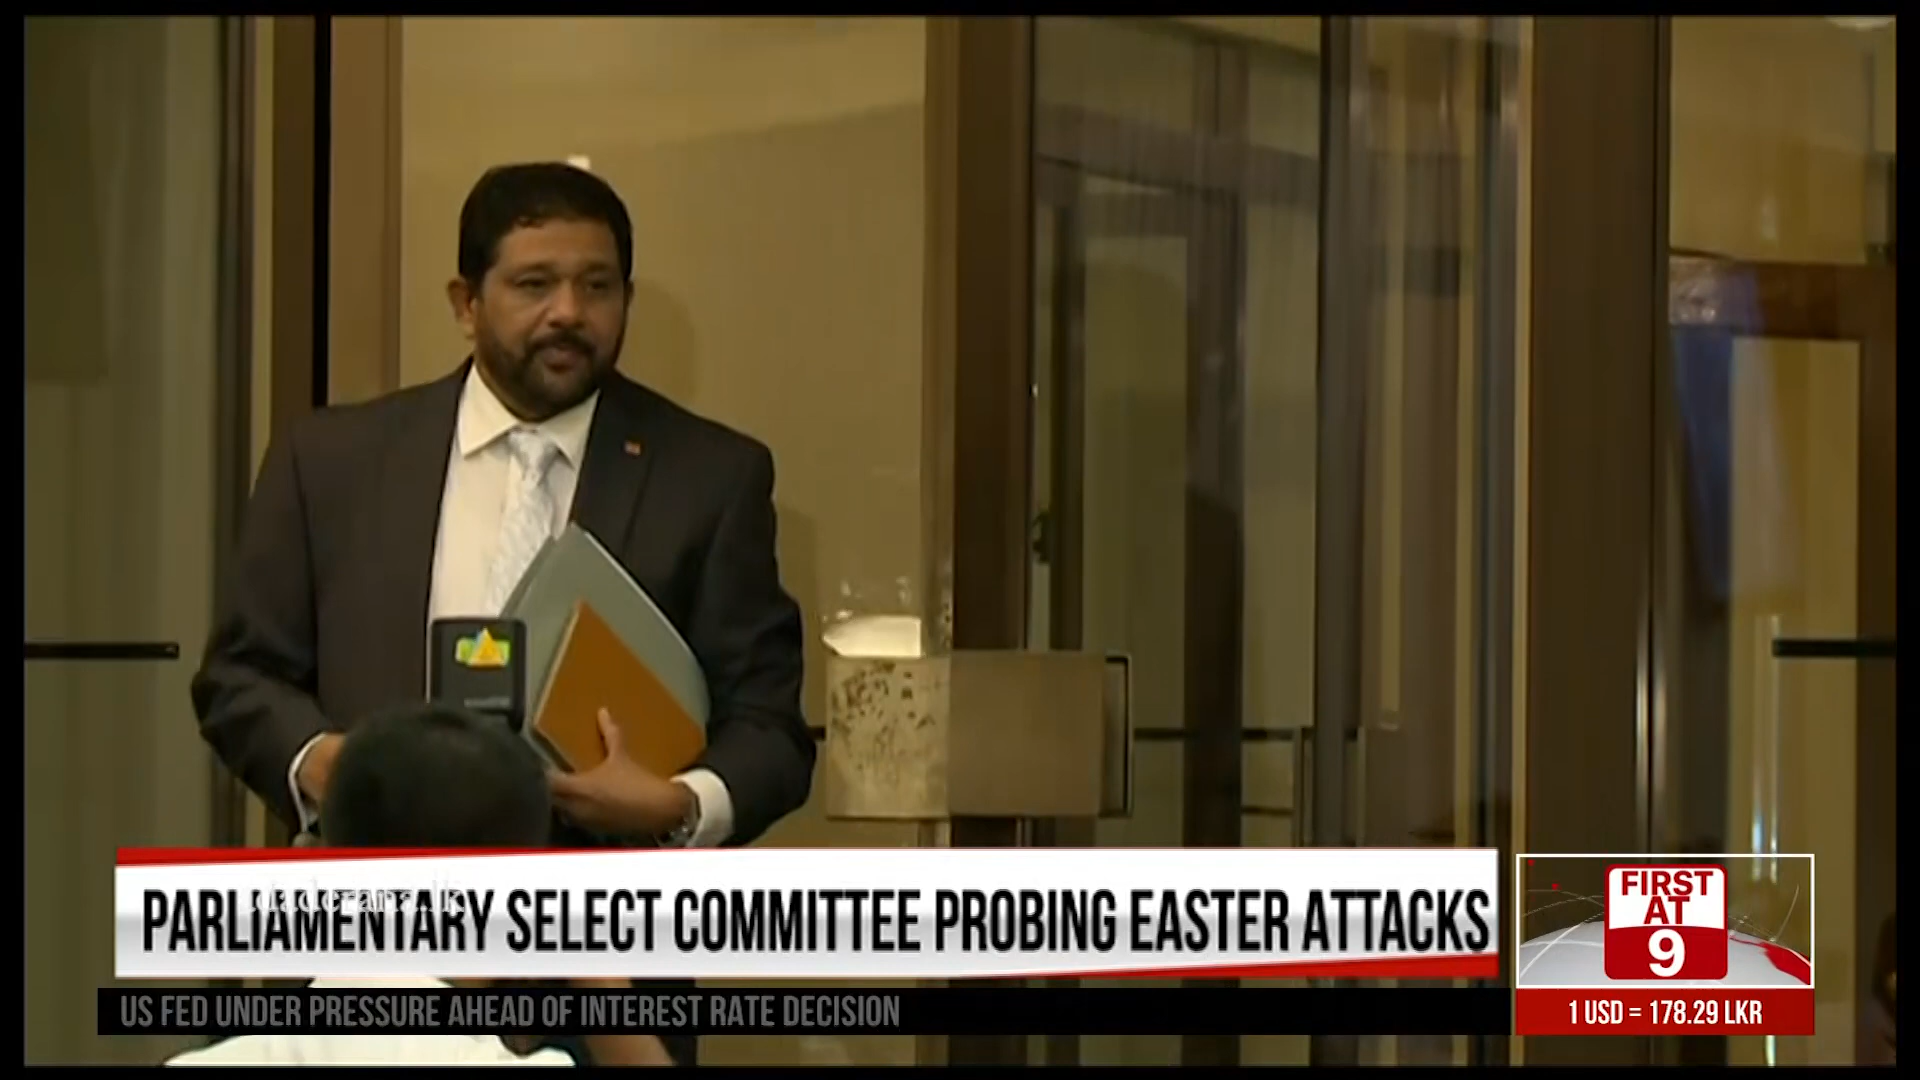 PARLIAMENTARY SELECT COMMITTEE PROBING EASTER ATTACKS
FIRST
AT
9
US FED UNDER PRESSURE AHEAD OF INTEREST RATE DECISION
1 USD = 178.29 LKR